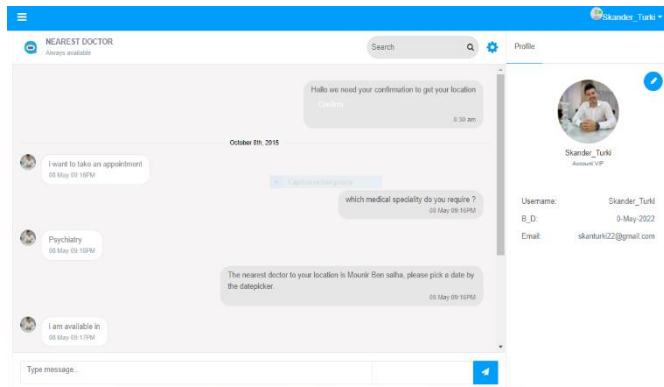 Skander_Turki
NEAREST DOCTOR
Always available
Search
Profile
Hallo we need your confirmation to get your location
Confirm
8:30 am
October 8th, 2015
I want to take an appointment
08 May 09:16PM
which medical speciality do you require ?
08 May 09:16PM
Psychiatry
08 May 09:16PM
The nearest doctor to your location is Mounir Ben salha, please pick a date by
the datepicker.
08 May 09:16PM
I am available in
08 May 09:17PM
Type message...
Skander_Turki
Account VIP
Username: Skander_Turki
B_D: 0-May-2022
Email: skanturki22@gmail.com